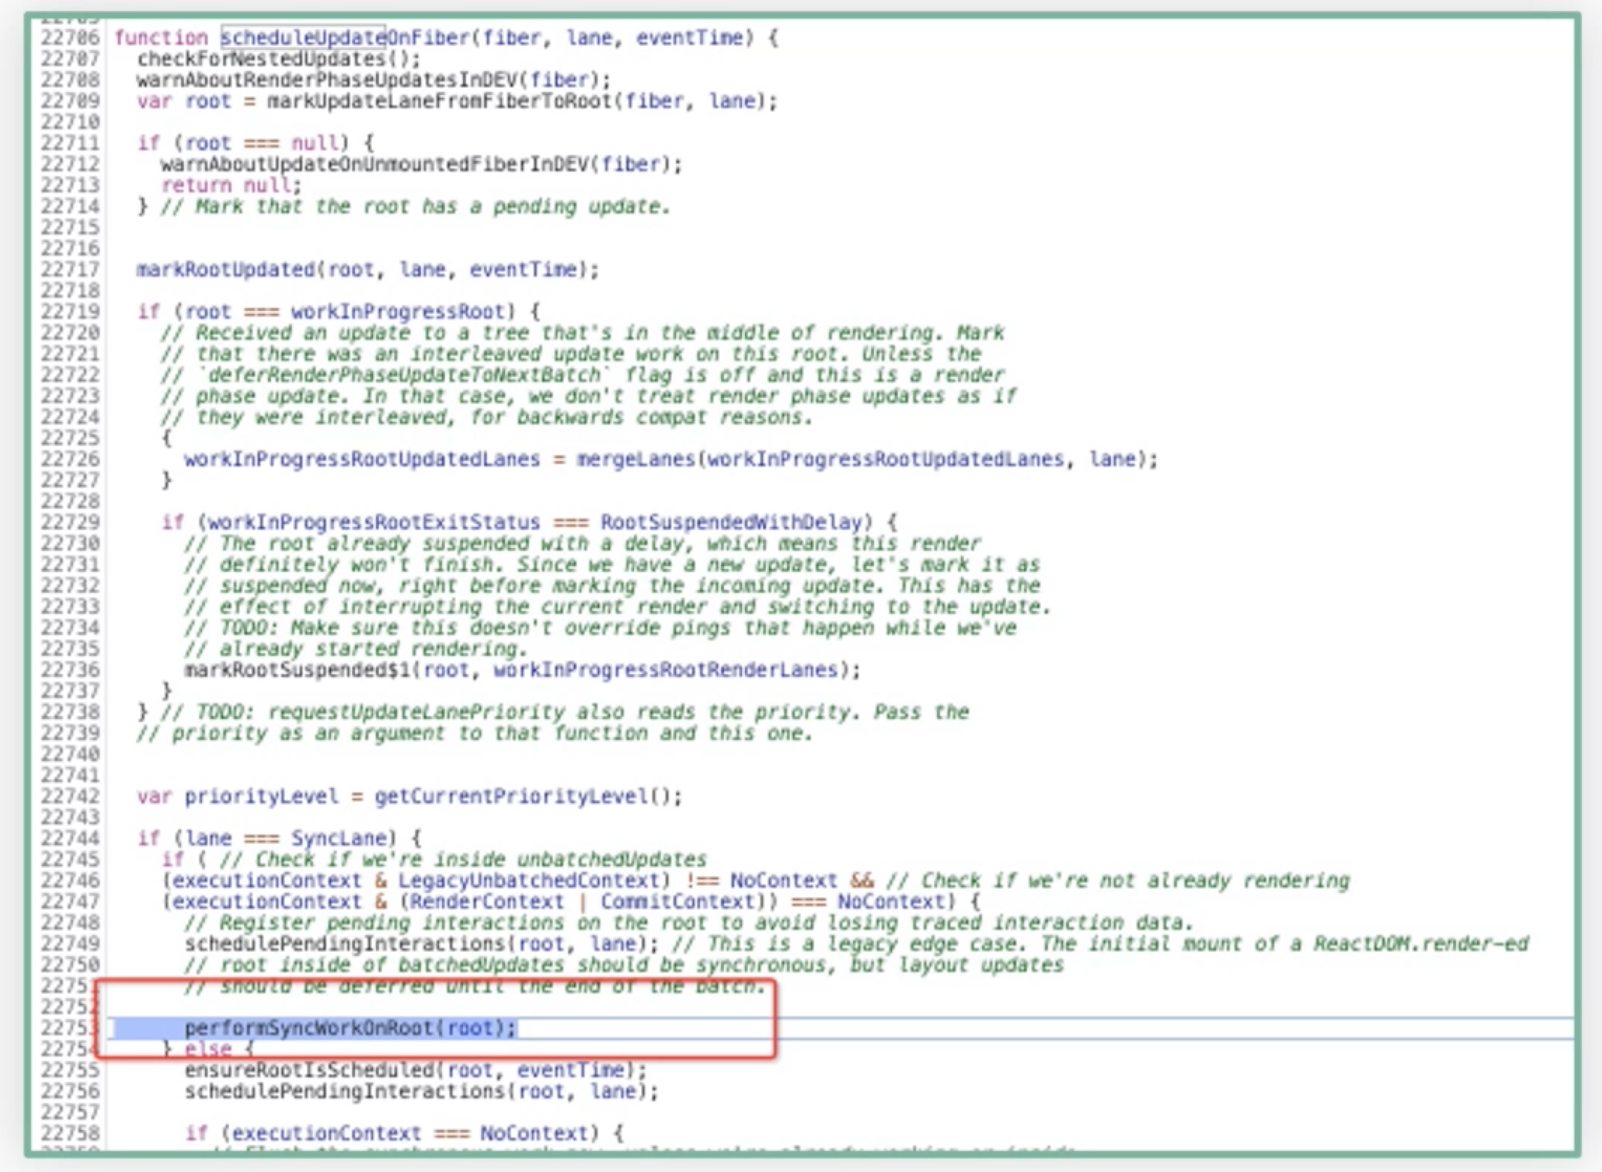 22705
22706 function scheduleUpdateOnFiber(fiber, lane, eventTime) {
22707   checkForNestedUpdates();
22708   warnAboutRenderPhaseUpdatesInDEV(fiber);
22709   var root = markUpdateLaneFromFiberToRoot(fiber, lane);
22710
22711   if (root === null) {
22712     warnAboutUpdateOnUnmountedFiberInDEV(fiber);
22713     return null;
22714   } // Mark that the root has a pending update.
22715
22716
22717   markRootUpdated(root, lane, eventTime);
22718
22719   if (root === workInProgressRoot) {
22720     // Received an update to a tree that's in the middle of rendering. Mark
22721     // that there was an interleaved update work on this root. Unless the
22722     // `deferRenderPhaseUpdateToNextBatch` flag is off and this is a render
22723     // phase update. In that case, we don't treat render phase updates as if
22724     // they were interleaved, for backwards compat reasons.
22725     {
22726       workInProgressRootUpdatedLanes = mergeLanes(workInProgressRootUpdatedLanes, lane);
22727     }
22728
22729     if (workInProgressRootExitStatus === RootSuspendedWithDelay) {
22730       // The root already suspended with a delay, which means this render
22731       // definitely won't finish. Since we have a new update, let's mark it as
22732       // suspended now, right before marking the incoming update. This has the
22733       // effect of interrupting the current render and switching to the update.
22734       // TODO: Make sure this doesn't override pings that happen while we've
22735       // already started rendering.
22736       markRootSuspended$1(root, workInProgressRootRenderLanes);
22737     }
22738   } // TODO: requestUpdateLanePriority also reads the priority. Pass the
22739   // priority as an argument to that function and this one.
22740
22741
22742   var priorityLevel = getCurrentPriorityLevel();
22743
22744   if (lane === SyncLane) {
22745     if ( // Check if we're inside unbatchedUpdates
22746     (executionContext & LegacyUnbatchedContext) !== NoContext && // Check if we're not already rendering
22747     (executionContext & (RenderContext | CommitContext)) === NoContext) {
22748       // Register pending interactions on the root to avoid losing traced interaction data.
22749       schedulePendingInteractions(root, lane); // This is a legacy edge case. The initial mount of a ReactDOM.render-ed
22750       // root inside of batchedUpdates should be synchronous, but layout updates
22751       // should be deferred until the end of the batch.
22752
22753       performSyncWorkOnRoot(root);
22754     } else {
22755       ensureRootIsScheduled(root, eventTime);
22756       schedulePendingInteractions(root, lane);
22757
22758       if (executionContext === NoContext) {